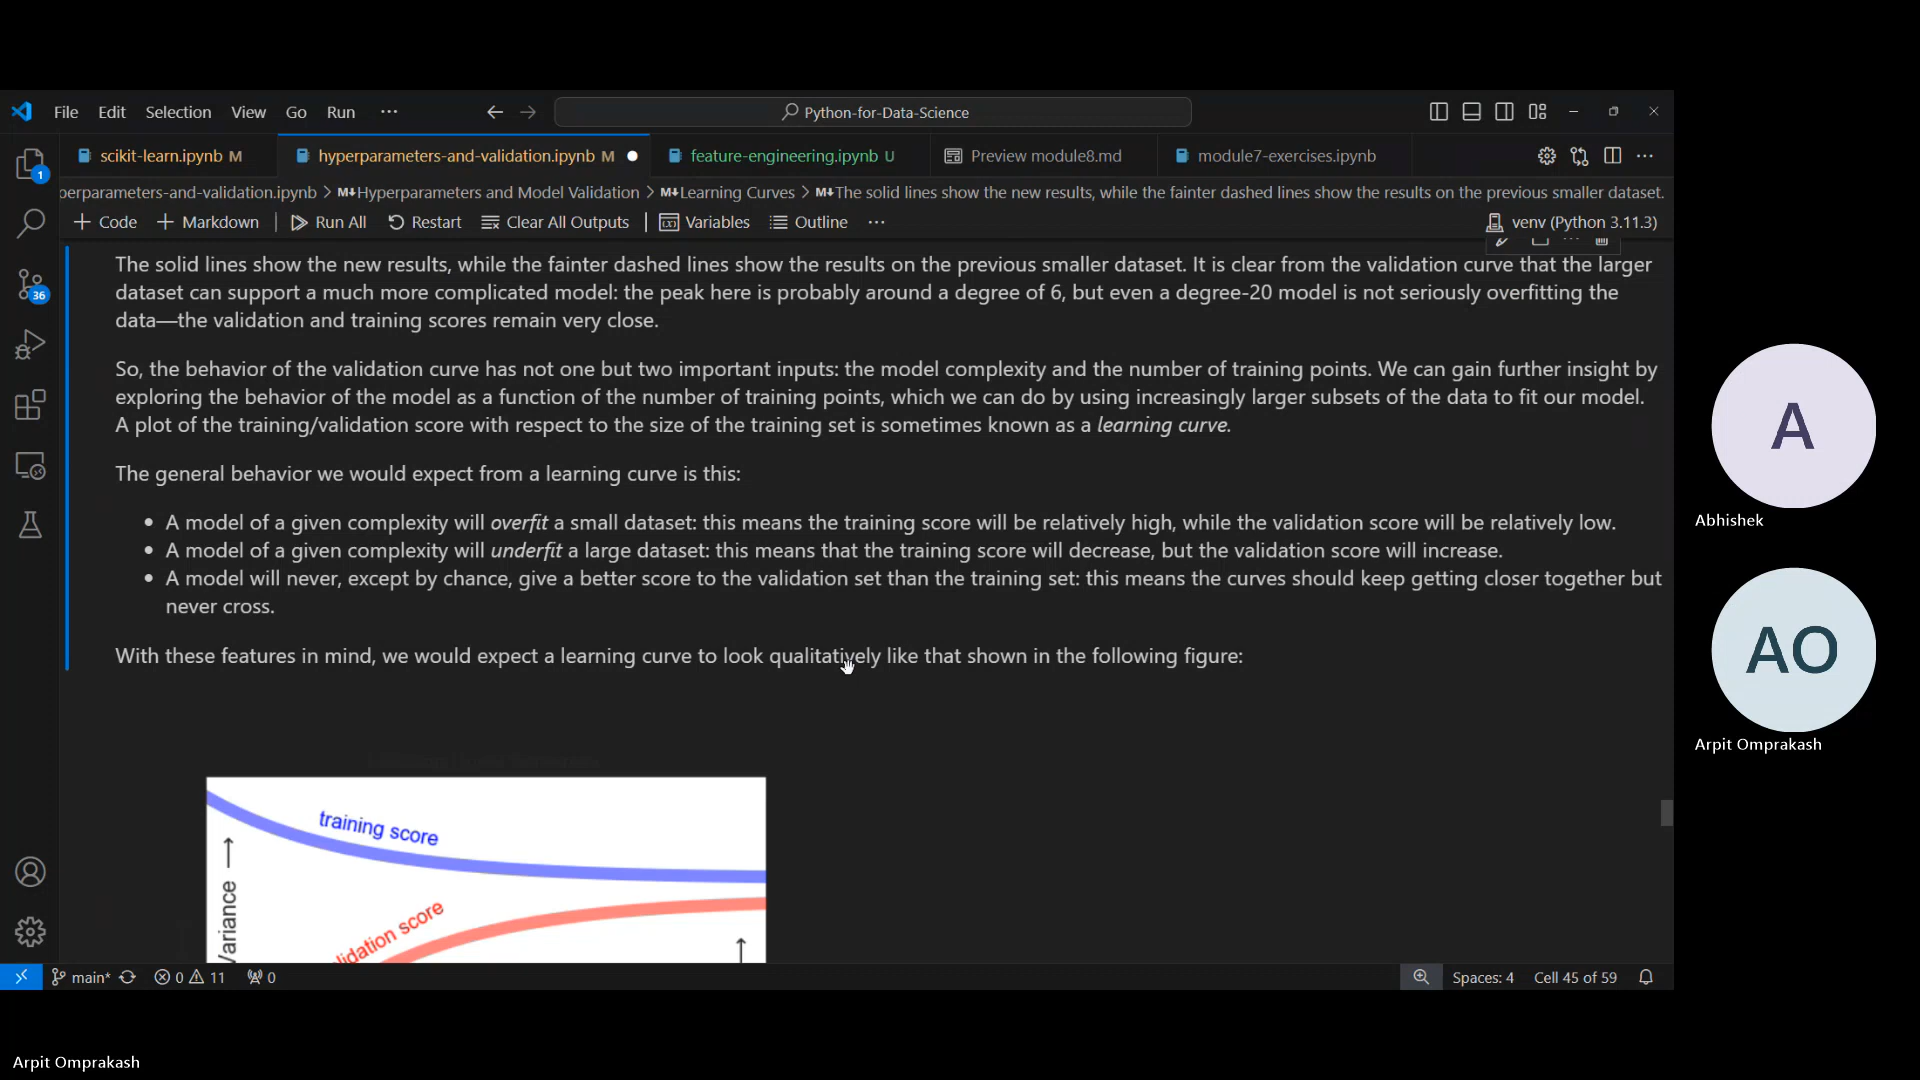 File Edit Selection View Go Run ··· Python-for-Data-Science
scikit-learn.ipynb M hyperparameters-and-validation.ipynb M feature-engineering.ipynb U Preview module8.md module7-exercises.ipynb
perparameters-and-validation.ipynb > M↓Hyperparameters and Model Validation > M↓Learning Curves > M↓The solid lines show the new results, while the fainter dashed lines show the results on the previous smaller dataset.
+ Code + Markdown Run All Restart Clear All Outputs Variables Outline ··· venv (Python 3.11.3)
The solid lines show the new results, while the fainter dashed lines show the results on the previous smaller dataset. It is clear from the validation curve that the larger
dataset can support a much more complicated model: the peak here is probably around a degree of 6, but even a degree-20 model is not seriously overfitting the
data—the validation and training scores remain very close.
So, the behavior of the validation curve has not one but two important inputs: the model complexity and the number of training points. We can gain further insight by
exploring the behavior of the model as a function of the number of training points, which we can do by using increasingly larger subsets of the data to fit our model.
A plot of the training/validation score with respect to the size of the training set is sometimes known as a learning curve.
The general behavior we would expect from a learning curve is this:
• A model of a given complexity will overfit a small dataset: this means the training score will be relatively high, while the validation score will be relatively low.
• A model of a given complexity will underfit a large dataset: this means that the training score will decrease, but the validation score will increase.
• A model will never, except by chance, give a better score to the validation set than the training set: this means the curves should keep getting closer together but
never cross.
With these features in mind, we would expect a learning curve to look qualitatively like that shown in the following figure:
training score
lidation score
Variance
1
36
main* 0 11 0 Spaces: 4 Cell 45 of 59
A
Abhishek
AO
Arpit Omprakash
Arpit Omprakash